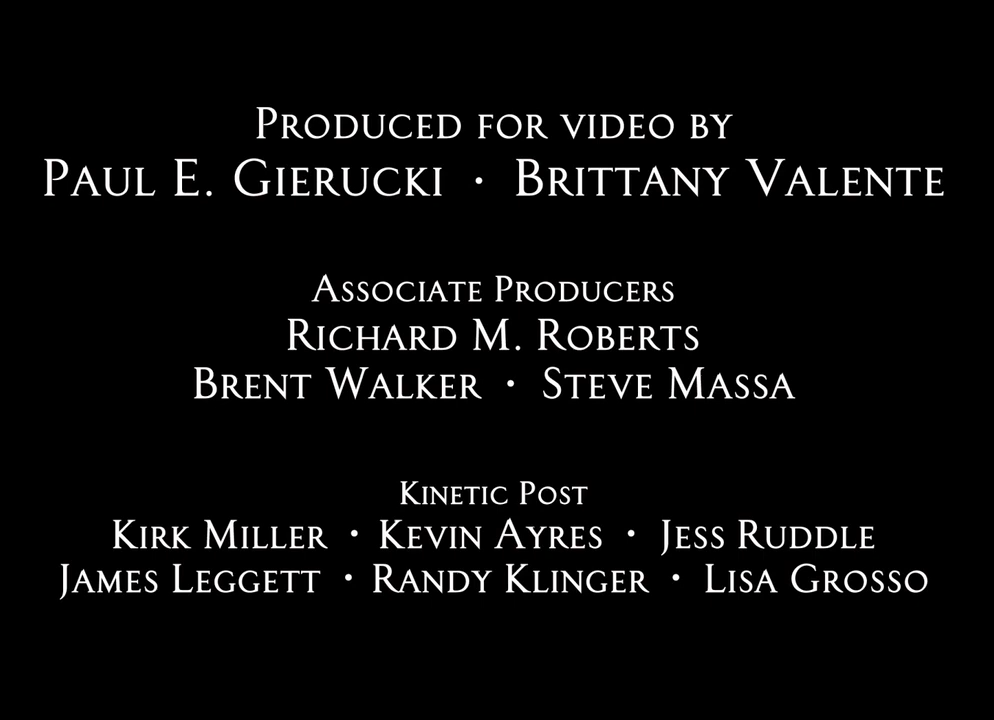 Produced for video by
Paul E. Gierucki · Brittany Valente
Associate Producers
Richard M. Roberts
Brent Walker · Steve Massa
Kinetic Post
Kirk Miller · Kevin Ayres · Jess Ruddle
James Leggett · Randy Klinger · Lisa Grosso